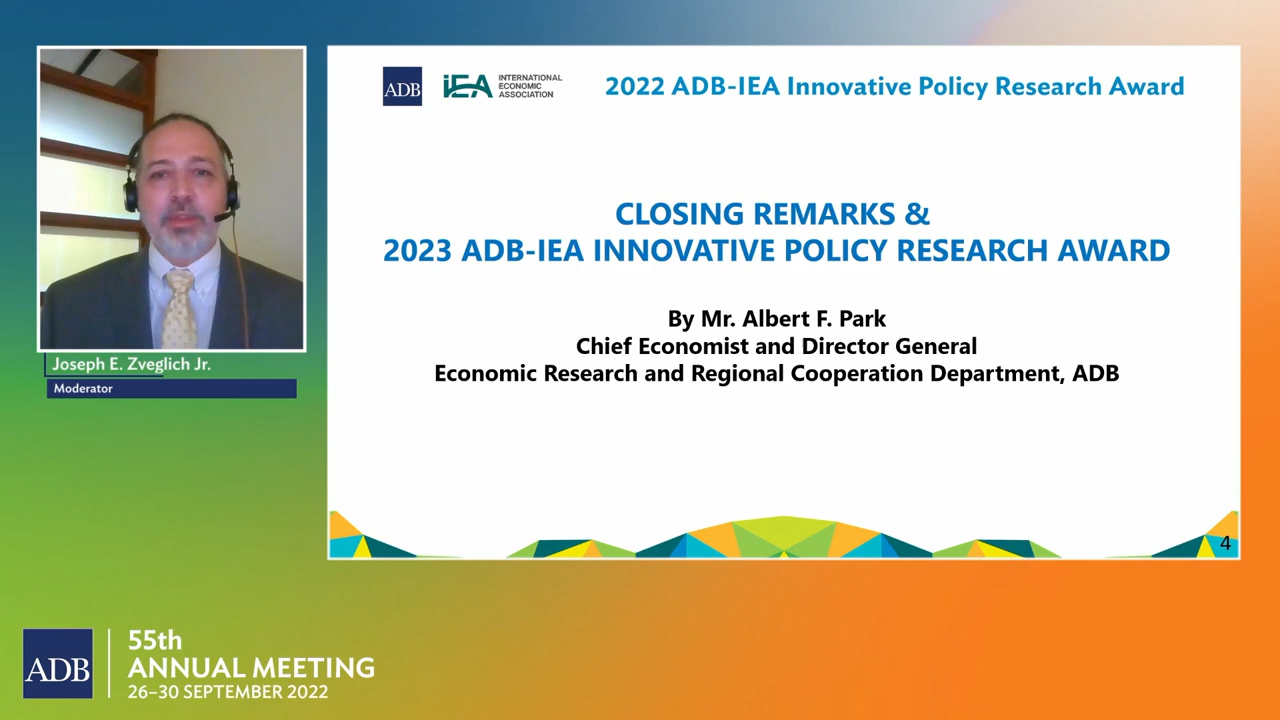 ADB
IEA
INTERNATIONAL
ECONOMIC
ASSOCIATION
2022 ADB-IEA Innovative Policy Research Award
CLOSING REMARKS &
2023 ADB-IEA INNOVATIVE POLICY RESEARCH AWARD
By Mr. Albert F. Park
Chief Economist and Director General
Economic Research and Regional Cooperation Department, ADB
4
Joseph E. Zveglich Jr.
Moderator
ADB
55th
ANNUAL MEETING
26–30 SEPTEMBER 2022